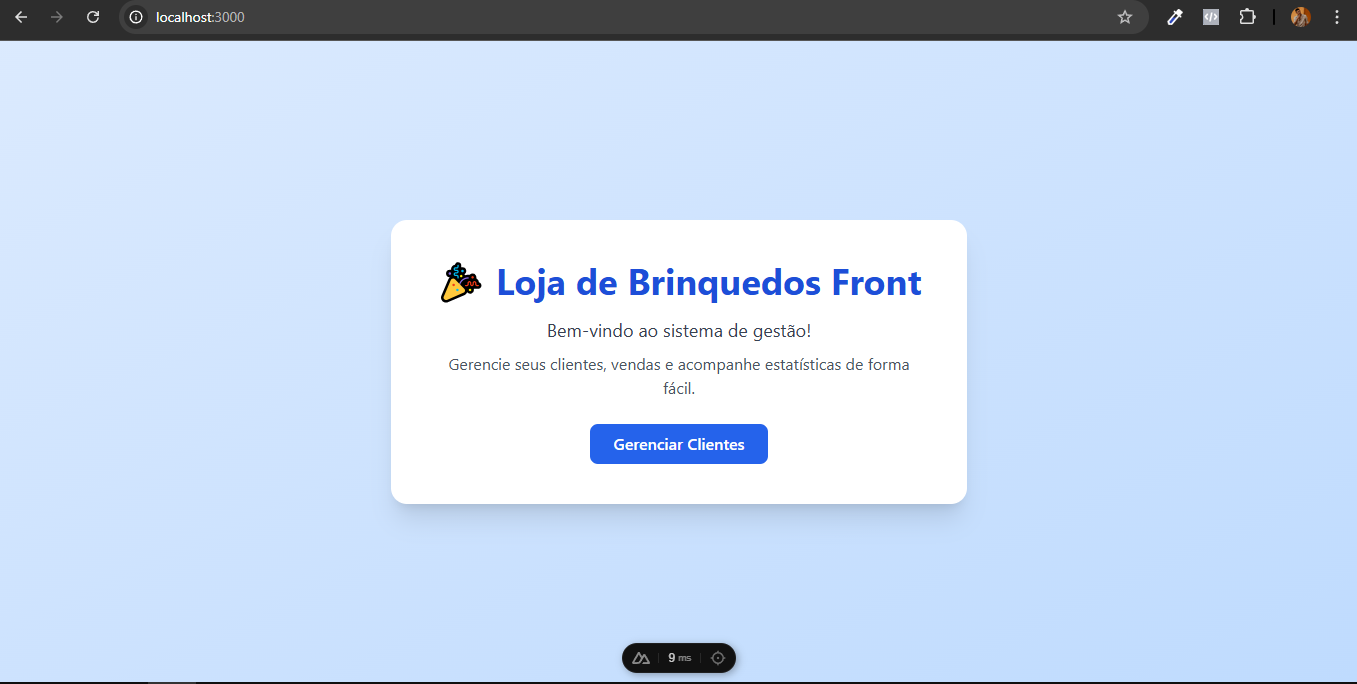 localhost:3000
Loja de Brinquedos Front
Bem-vindo ao sistema de gestão!
Gerencie seus clientes, vendas e acompanhe estatísticas de forma
fácil.
Gerenciar Clientes
9 ms